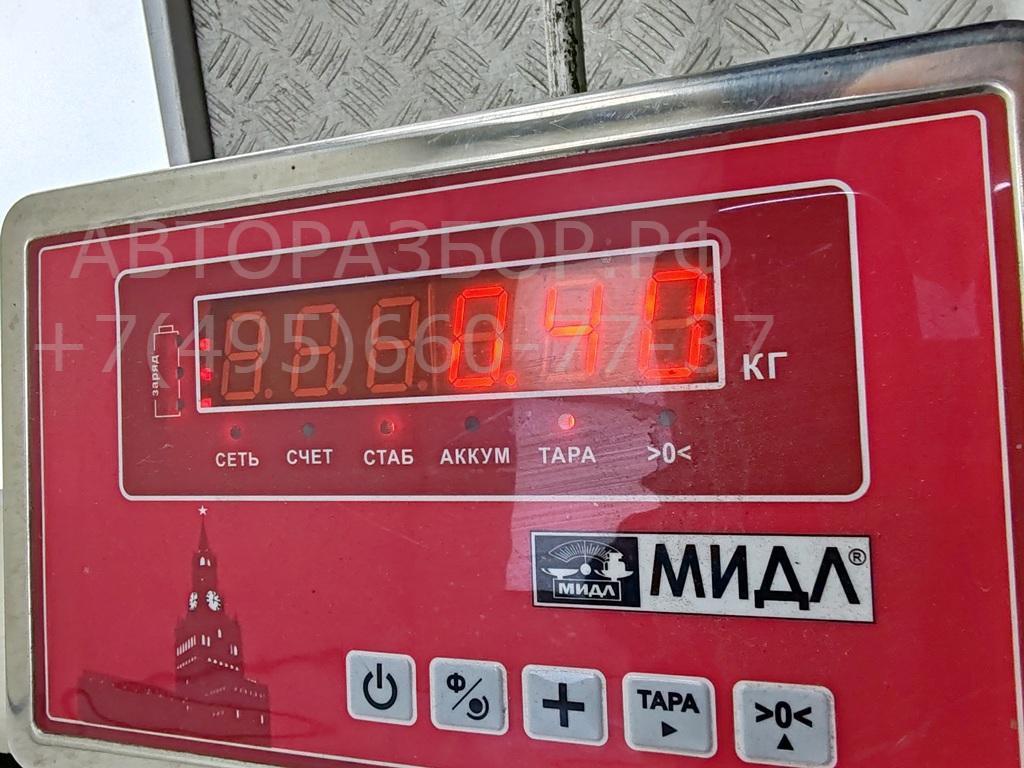 АВТОРАЗБОР.РФ
+7(495)660-77-37
заряд
0.40 КГ
СЕТЬ СЧЕТ СТАБ АККУМ ТАРА >0<
МИДЛ МИДЛ®
Ф/ + ТАРА >0<